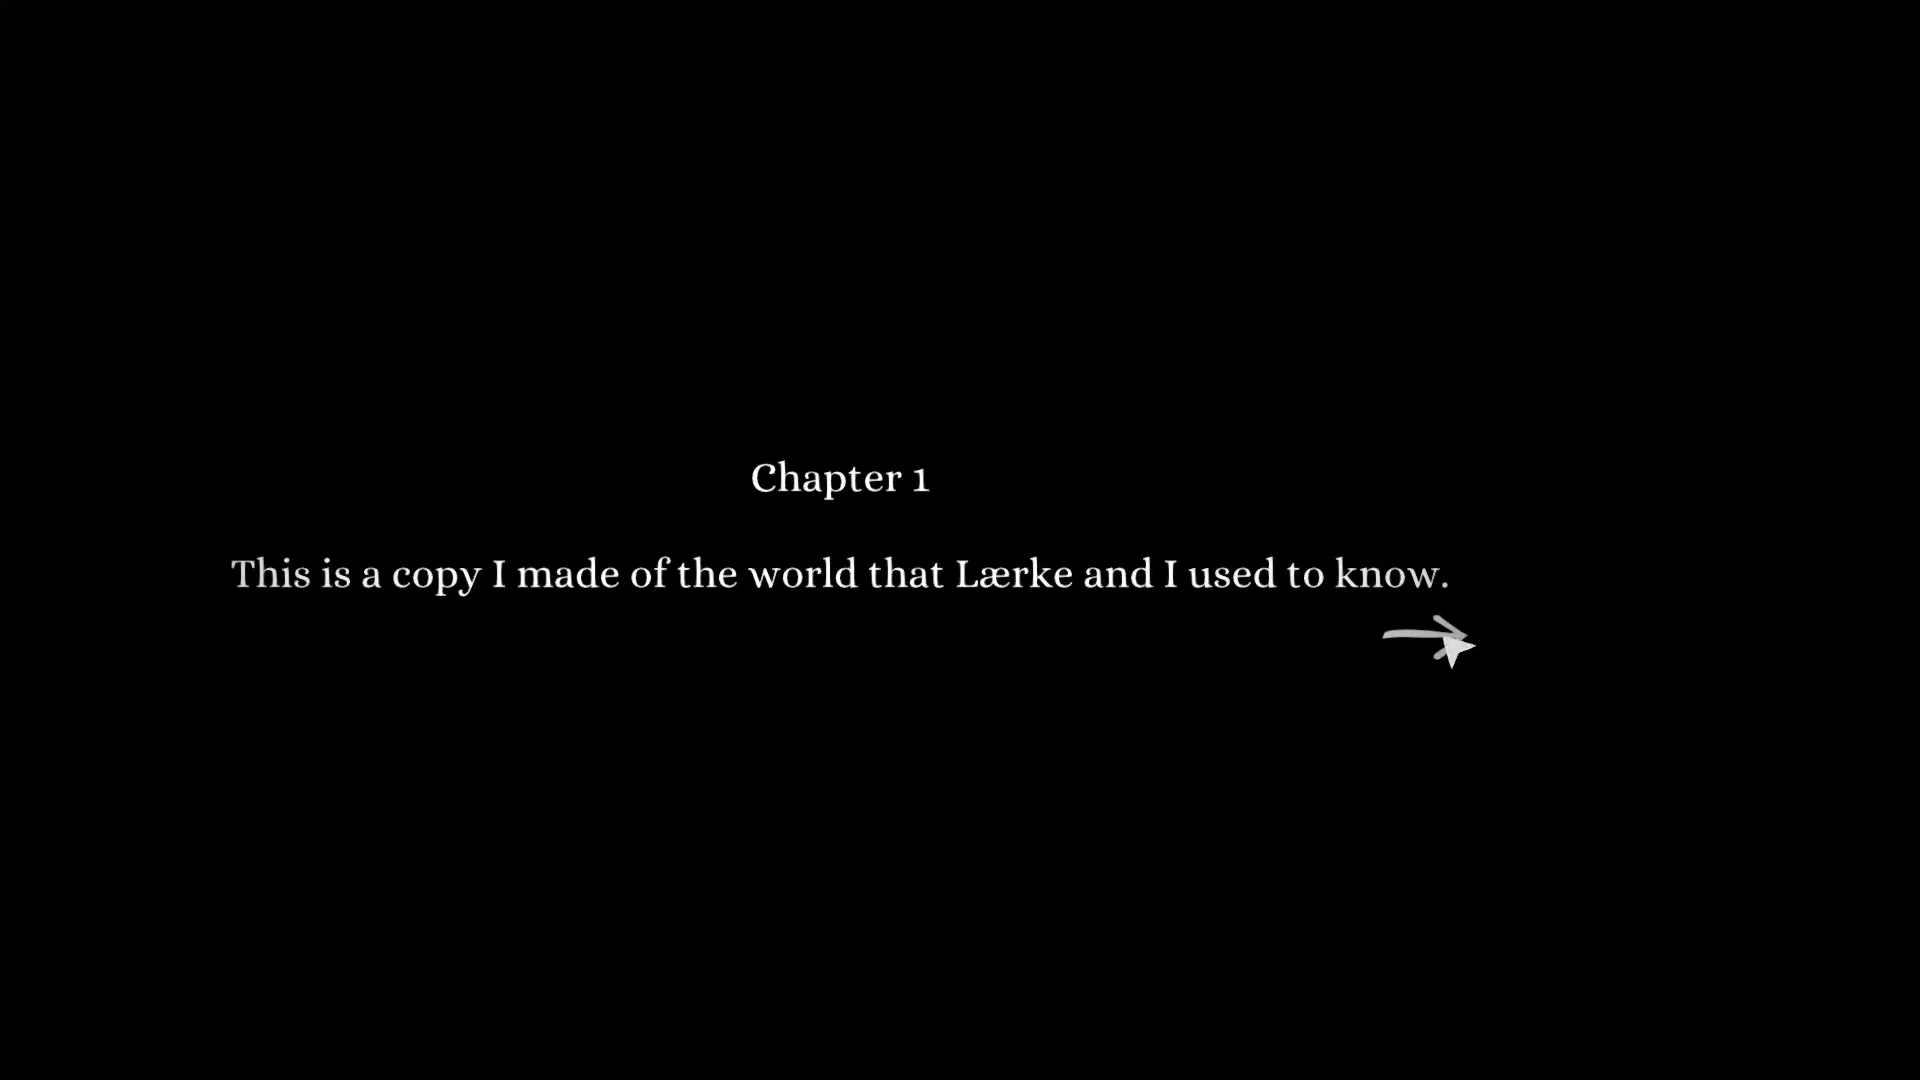 Chapter 1
This is a copy I made of the world that Lærke and I used to know.